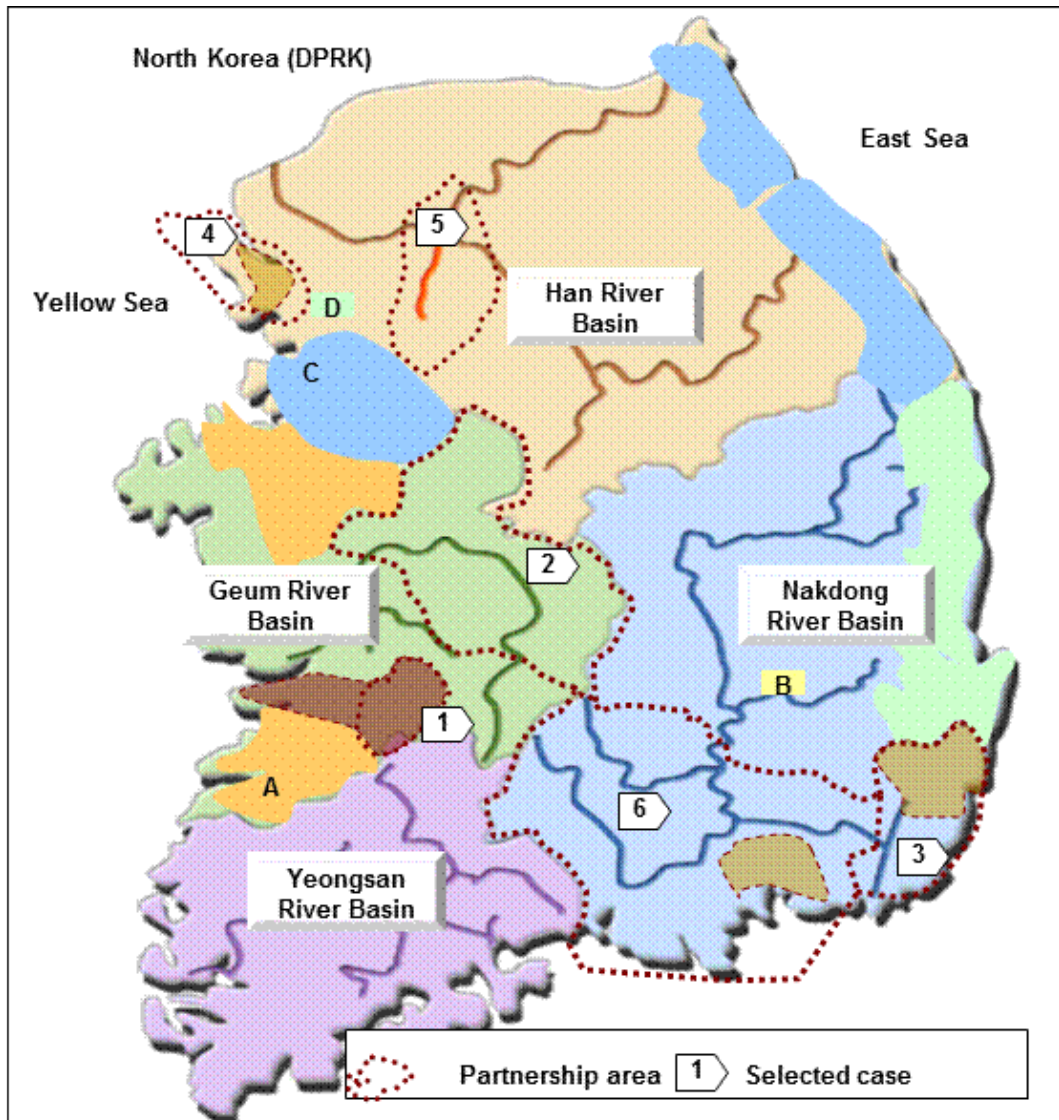 North Korea (DPRK)
East Sea
4
5
Yellow Sea
D
Han River
Basin
C
2
Geum River
Basin
Nakdong
River Basin
B
1
A
6
3
Yeongsan
River Basin
Partnership area
1
Selected case